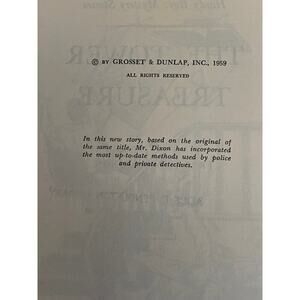 © BY GROSSET & DUNLAP, INC., 1959
ALL RIGHTS RESERVED
In this new story, based on the original of
the same title, Mr. Dixon has incorporated
the most up-to-date methods used by police
and private detectives.